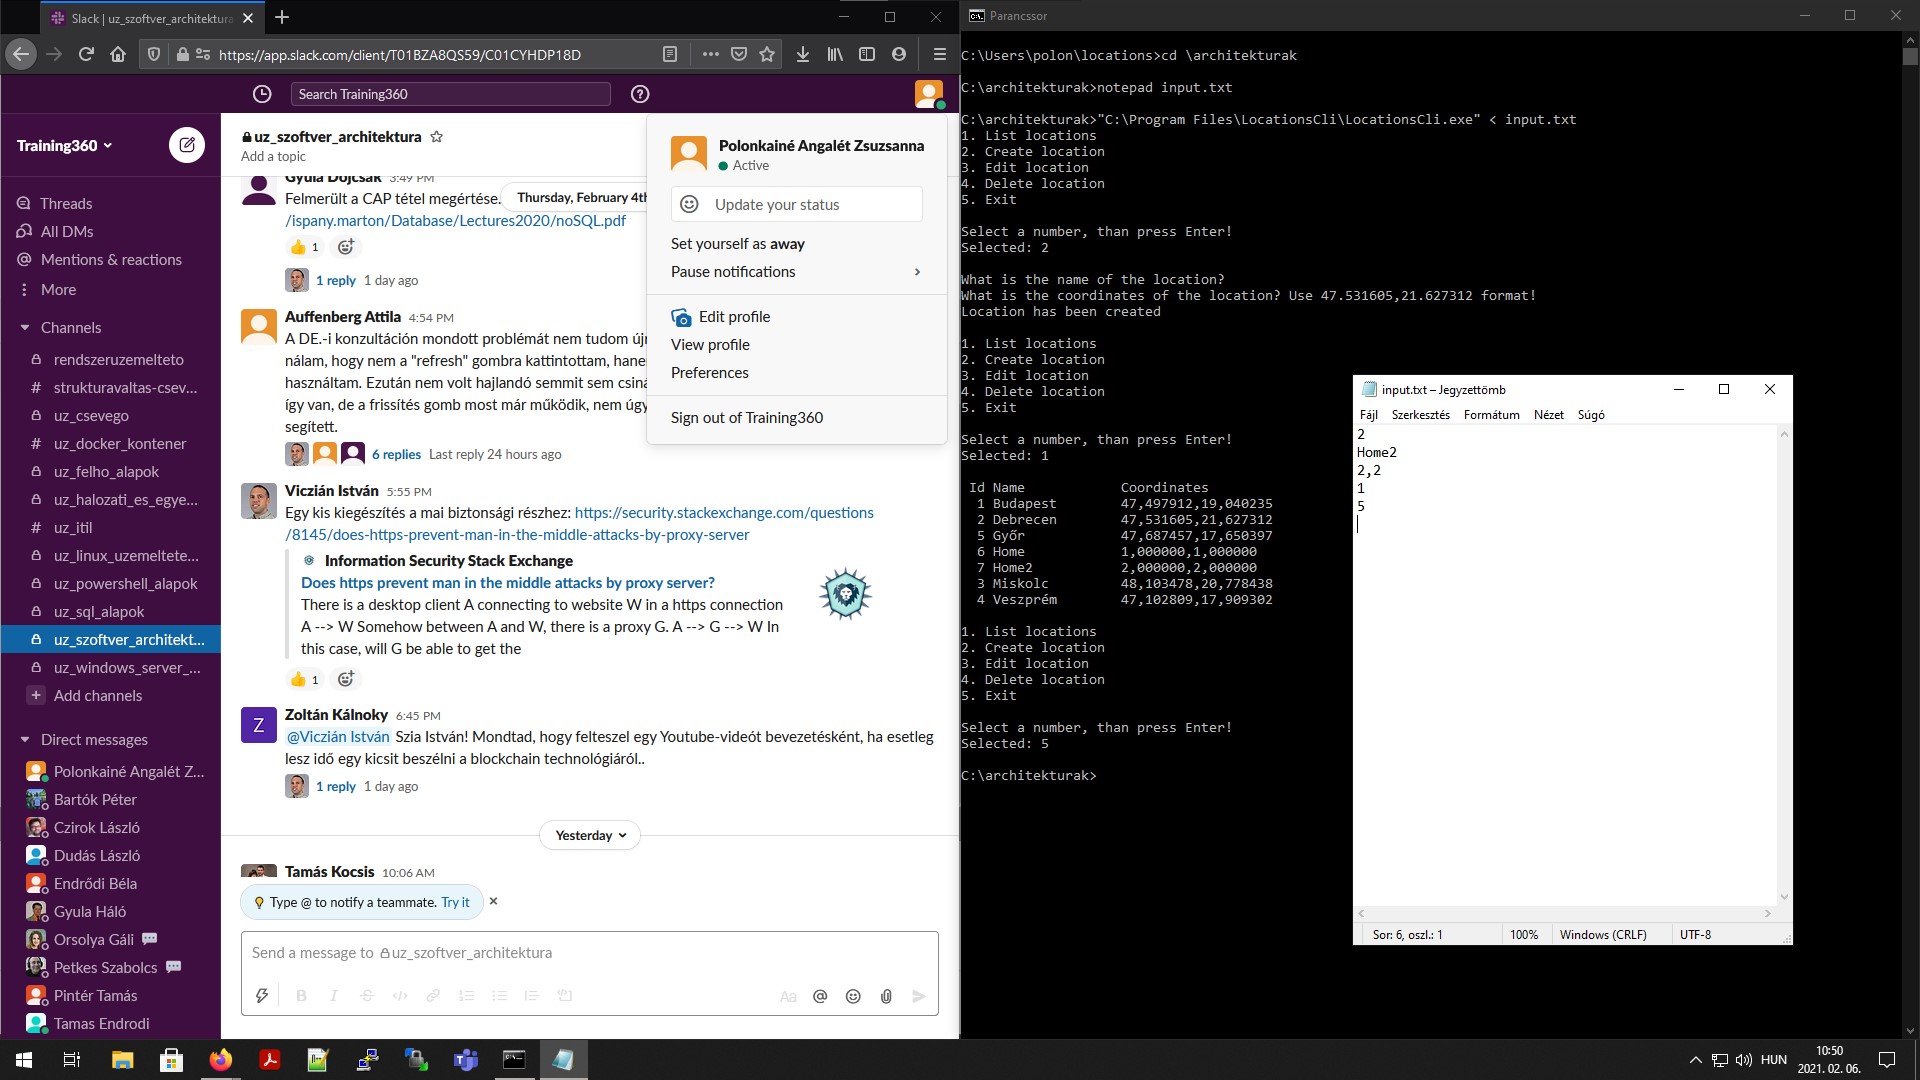 Slack | uz_szoftver_architektura
https://app.slack.com/client/T01BZA8QS59/C01CYHDP18D
Search Training360
Training360
Threads
All DMs
Mentions & reactions
More
Channels
rendszeruzemelteto
strukturavaltas-csev...
uz_csevego
uz_docker_kontener
uz_felho_alapok
uz_halozati_es_egye...
uz_itil
uz_linux_uzemeltete...
uz_powershell_alapok
uz_sql_alapok
uz_szoftver_architekt...
uz_windows_server_...
Add channels
Direct messages
Polonkainé Angalét Z...
Bartók Péter
Czirok László
Dudás László
Endrődi Béla
Gyula Háló
Orsolya Gáli
Petkes Szabolcs
Pintér Tamás
Tamas Endrodi
uz_szoftver_architektura
Add a topic
Gyula Dojcsák 3:49 PM
Felmerült a CAP tétel megértése.
Thursday, February 4th
/ispany.marton/Database/Lectures2020/noSQL.pdf
1
1 reply 1 day ago
Auffenberg Attila 4:54 PM
A DE.-i konzultáción mondott problémát nem tudom újr
nálam, hogy nem a "refresh" gombra kattintottam, hane
használtam. Ezután nem volt hajlandó semmit sem csiná
így van, de a frissítés gomb most már működik, nem úgy
segített.
6 replies Last reply 24 hours ago
Viczián István 5:55 PM
Egy kis kiegészítés a mai biztonsági részhez: https://security.stackexchange.com/questions
/8145/does-https-prevent-man-in-the-middle-attacks-by-proxy-server
Information Security Stack Exchange
Does https prevent man in the middle attacks by proxy server?
There is a desktop client A connecting to website W in a https connection
A --> W Somehow between A and W, there is a proxy G. A --> G --> W In
this case, will G be able to get the
1
Z
Zoltán Kálnoky 6:45 PM
@Viczián István Szia István! Mondtad, hogy felteszel egy Youtube-videót bevezetésként, ha esetleg
lesz idő egy kicsit beszélni a blockchain technológiáról..
1 reply 1 day ago
Yesterday
Tamás Kocsis 10:06 AM
Type @ to notify a teammate. Try it
Send a message to uz_szoftver_architektura
Aa @
Polonkainé Angalét Zsuzsanna
Active
Update your status
Set yourself as away
Pause notifications
Edit profile
View profile
Preferences
Sign out of Training360
Parancssor
C:\Users\polon\locations>cd \architekturak
C:\architekturak>notepad input.txt
C:\architekturak>"C:\Program Files\LocationsCli\LocationsCli.exe" < input.txt
1. List locations
2. Create location
3. Edit location
4. Delete location
5. Exit
Select a number, than press Enter!
Selected: 2
What is the name of the location?
What is the coordinates of the location? Use 47.531605,21.627312 format!
Location has been created
1. List locations
2. Create location
3. Edit location
4. Delete location
5. Exit
Select a number, than press Enter!
Selected: 1
Id Name Coordinates
1 Budapest 47,497912,19,040235
2 Debrecen 47,531605,21,627312
5 Győr 47,687457,17,650397
6 Home 1,000000,1,000000
7 Home2 2,000000,2,000000
3 Miskolc 48,103478,20,778438
4 Veszprém 47,102809,17,909302
1. List locations
2. Create location
3. Edit location
4. Delete location
5. Exit
Select a number, than press Enter!
Selected: 5
C:\architekturak>
input.txt – Jegyzettömb
Fájl Szerkesztés Formátum Nézet Súgó
2
Home2
2,2
1
5
Sor: 6, oszl.: 1 100% Windows (CRLF) UTF-8
HUN
10:50
2021. 02. 06.